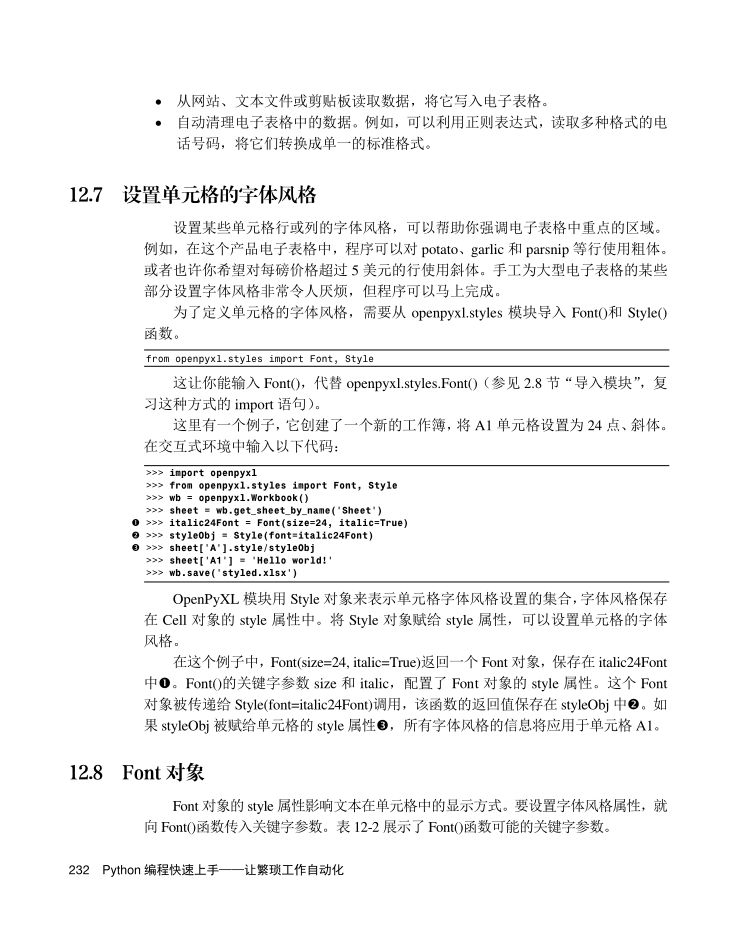 • 从网站、文本文件或剪贴板读取数据，将它写入电子表格。
• 自动清理电子表格中的数据。例如，可以利用正则表达式，读取多种格式的电
话号码，将它们转换成单一的标准格式。
12.7 设置单元格的字体风格
设置某些单元格行或列的字体风格，可以帮助你强调电子表格中重点的区域。
例如，在这个产品电子表格中，程序可以对 potato、garlic 和 parsnip 等行使用粗体。
或者也许你希望对每磅价格超过 5 美元的行使用斜体。手工为大型电子表格的某些
部分设置字体风格非常令人厌烦，但程序可以马上完成。
为了定义单元格的字体风格，需要从 openpyxl.styles 模块导入 Font()和 Style()
函数。
from openpyxl.styles import Font, Style
这让你能输入 Font()，代替 openpyxl.styles.Font()（参见 2.8 节“导入模块”，复
习这种方式的 import 语句）。
这里有一个例子，它创建了一个新的工作簿，将 A1 单元格设置为 24 点、斜体。
在交互式环境中输入以下代码：
>>> import openpyxl
>>> from openpyxl.styles import Font, Style
>>> wb = openpyxl.Workbook()
>>> sheet = wb.get_sheet_by_name('Sheet')
❶ >>> italic24Font = Font(size=24, italic=True)
❷ >>> styleObj = Style(font=italic24Font)
❸ >>> sheet['A'].style/styleObj
>>> sheet['A1'] = 'Hello world!'
>>> wb.save('styled.xlsx')
OpenPyXL 模块用 Style 对象来表示单元格字体风格设置的集合，字体风格保存
在 Cell 对象的 style 属性中。将 Style 对象赋给 style 属性，可以设置单元格的字体
风格。
在这个例子中，Font(size=24, italic=True)返回一个 Font 对象，保存在 italic24Font
中❶。Font()的关键字参数 size 和 italic，配置了 Font 对象的 style 属性。这个 Font
对象被传递给 Style(font=italic24Font)调用，该函数的返回值保存在 styleObj 中❷。如
果 styleObj 被赋给单元格的 style 属性❸，所有字体风格的信息将应用于单元格 A1。
12.8 Font 对象
Font 对象的 style 属性影响文本在单元格中的显示方式。要设置字体风格属性，就
向 Font()函数传入关键字参数。表 12-2 展示了 Font()函数可能的关键字参数。
232 Python 编程快速上手——让繁琐工作自动化